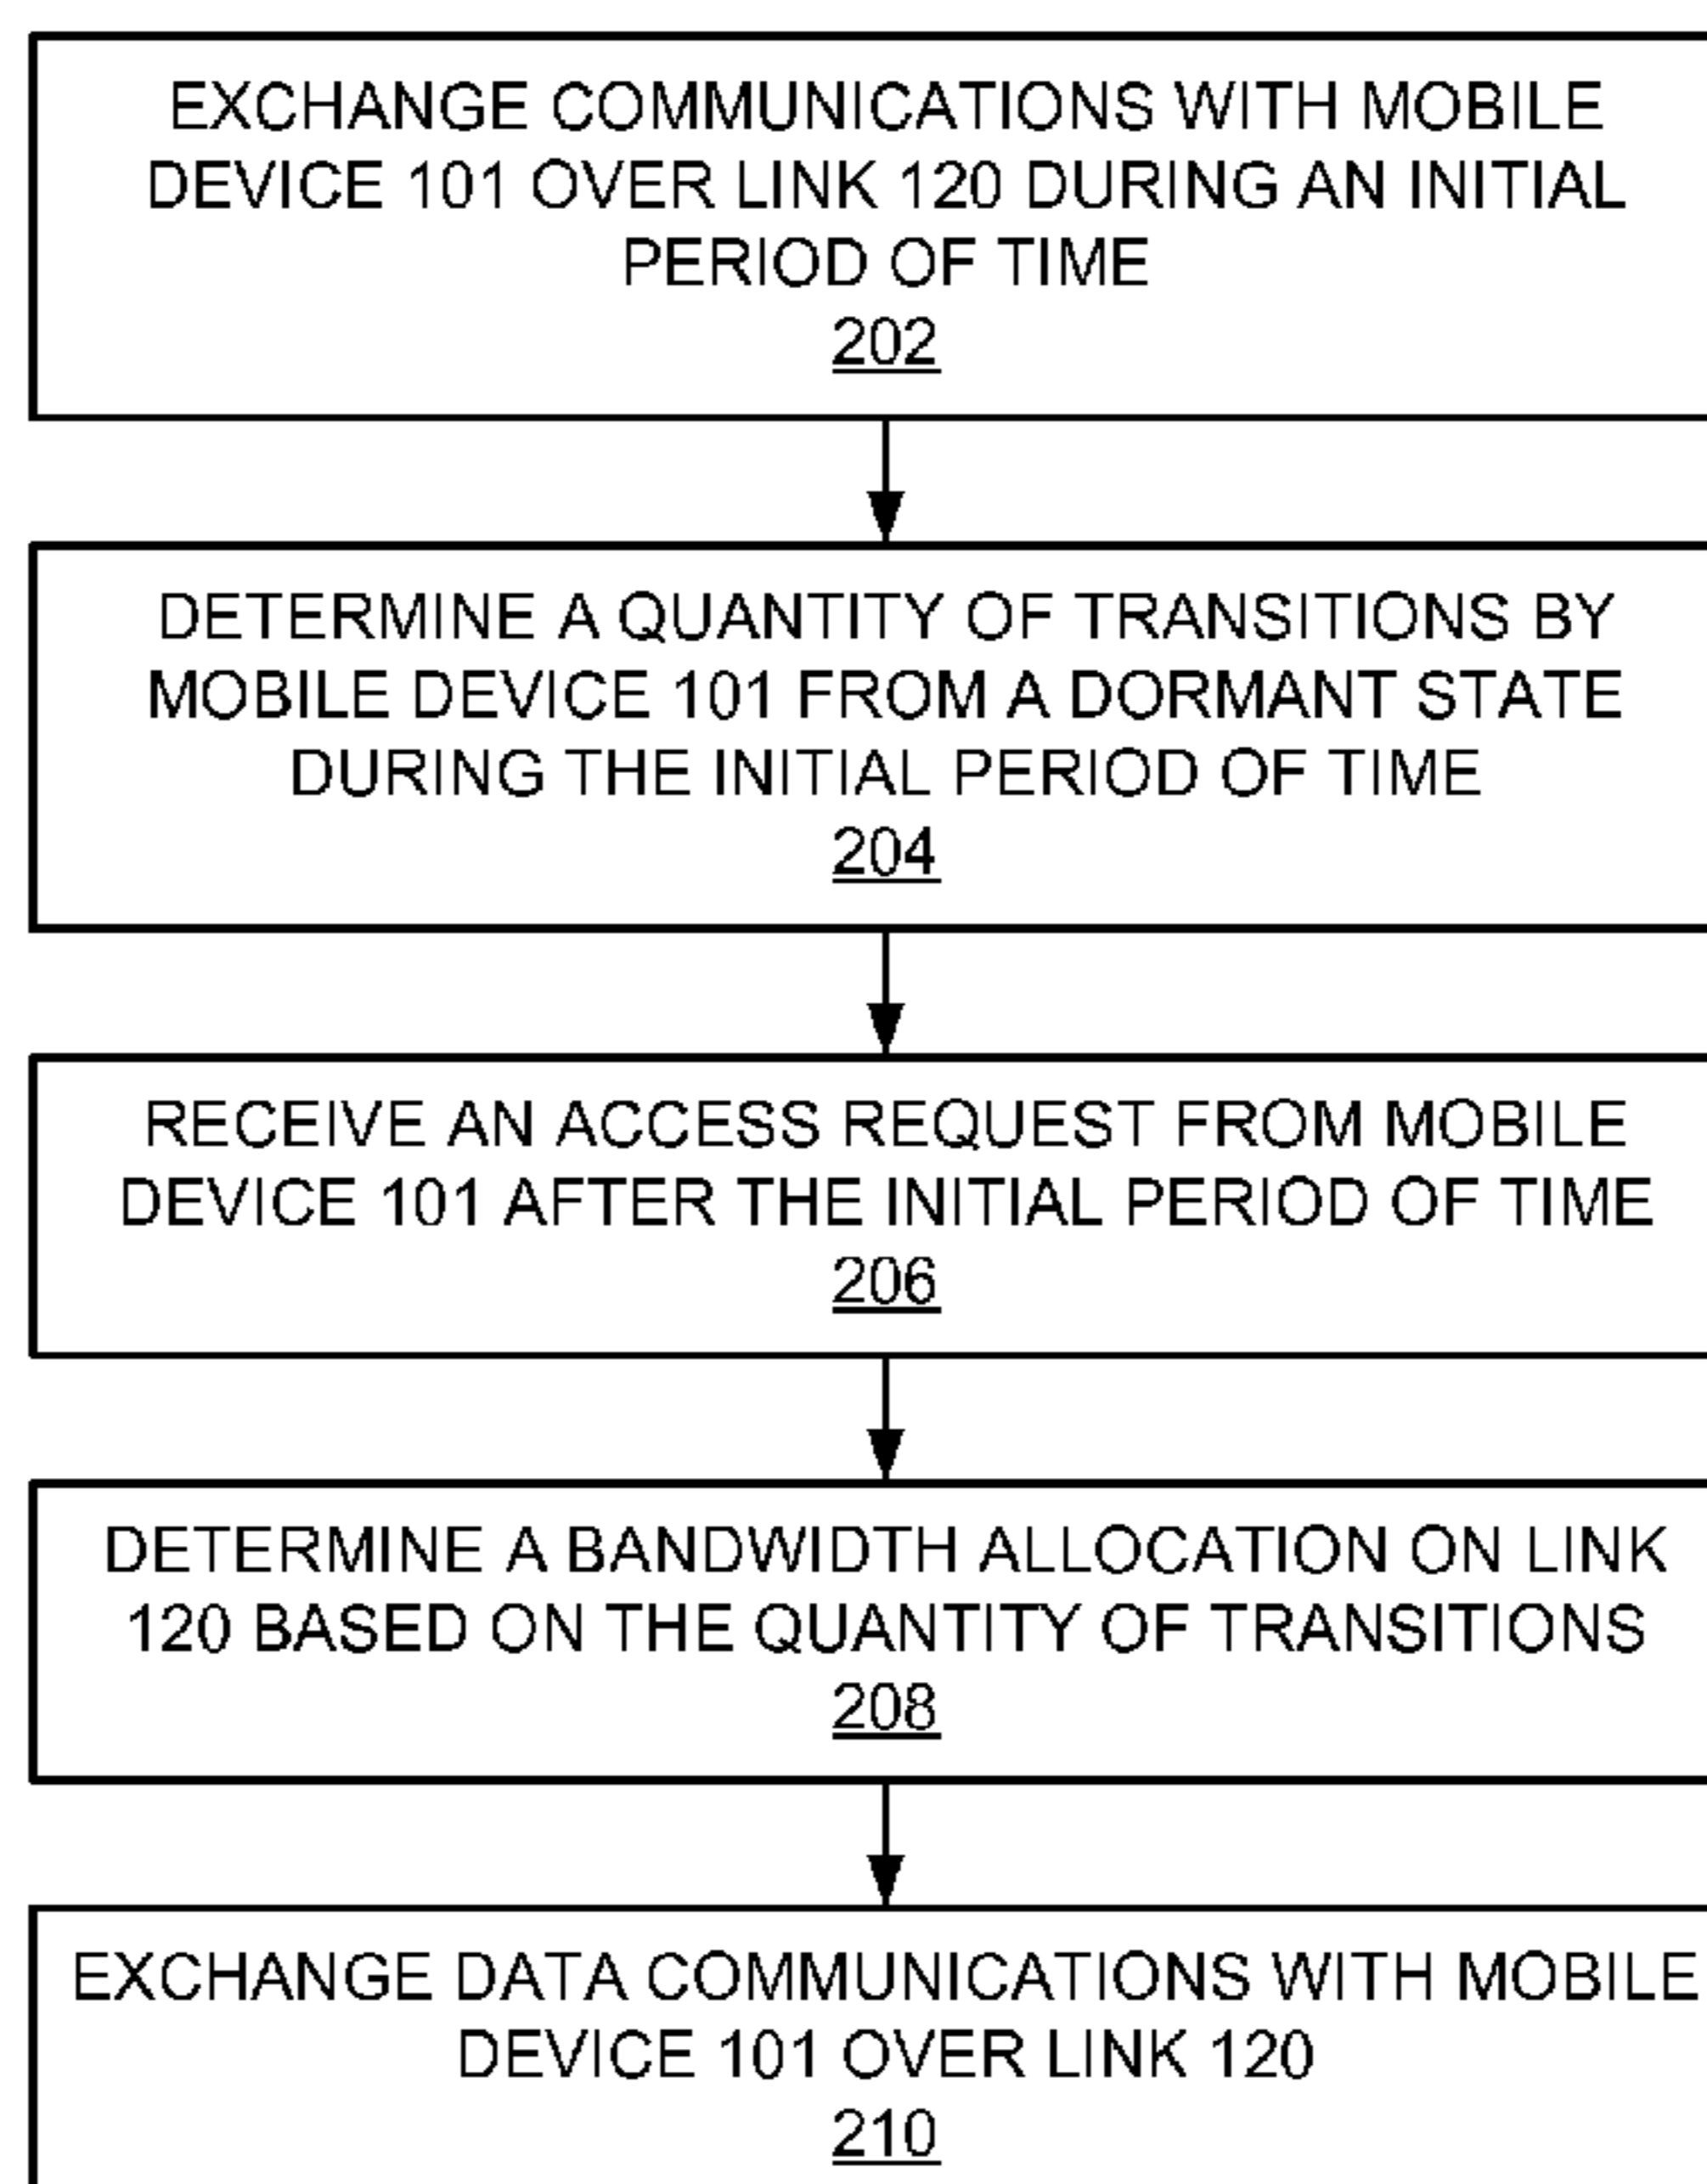 EXCHANGE COMMUNICATIONS WITH MOBILE
DEVICE 101 OVER LINK 120 DURING AN INITIAL
PERIOD OF TIME
202
DETERMINE A QUANTITY OF TRANSITIONS BY
MOBILE DEVICE 101 FROM A DORMANT STATE
DURING THE INITIAL PERIOD OF TIME
204
RECEIVE AN ACCESS REQUEST FROM MOBILE
DEVICE 101 AFTER THE INITIAL PERIOD OF TIME
206
DETERMINE A BANDWIDTH ALLOCATION ON LINK
120 BASED ON THE QUANTITY OF TRANSITIONS
208
EXCHANGE DATA COMMUNICATIONS WITH MOBILE
DEVICE 101 OVER LINK 120
210